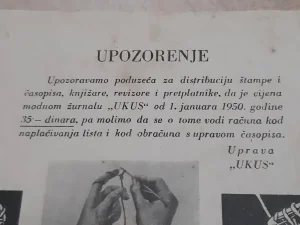 UPOZORENJE
Upozoravamo poduzeća za distribuciju štampe i
časopisa, knjižare, revizore i pretplatnike, da je cijena
modnom žurnalu „UKUS“ od 1. januara 1950. godine
35 – dinara, pa molimo da se o tome vodi računa kod
naplaćivanja lista i kod obračuna s upravom časopisa.
Uprava
„UKUS“